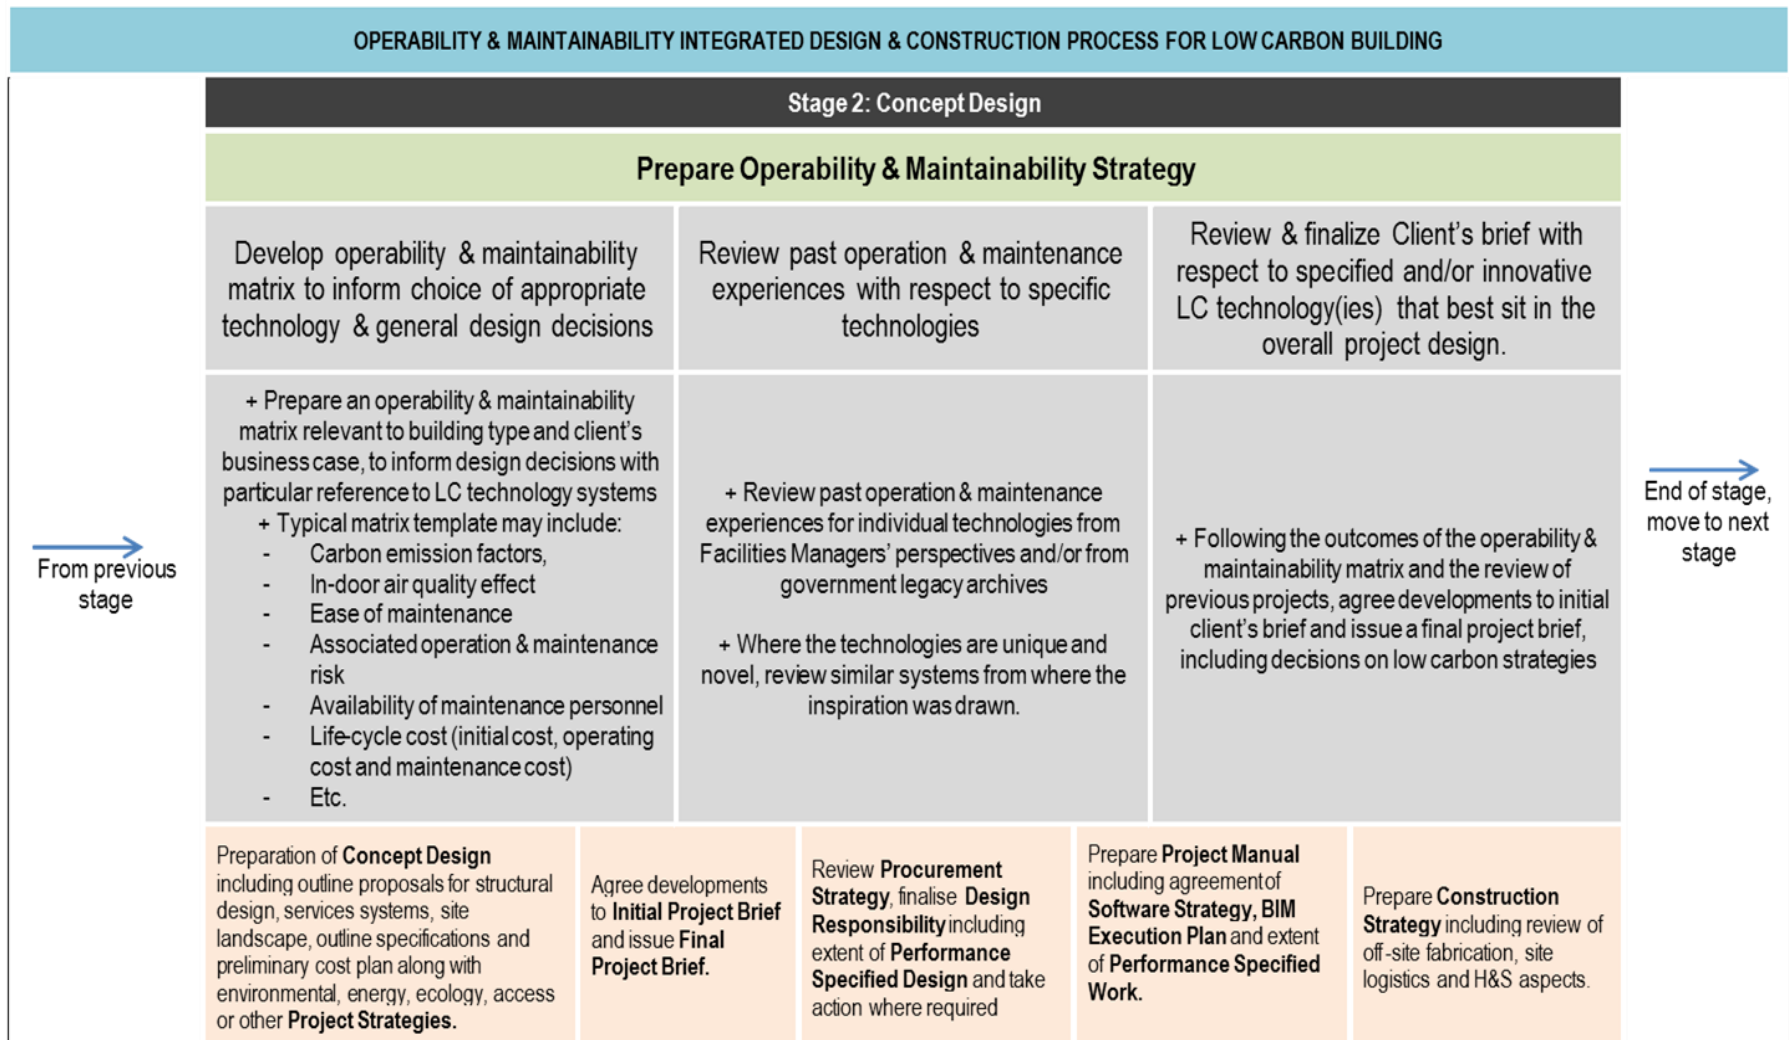 OPERABILITY & MAINTAINABILITY INTEGRATED DESIGN & CONSTRUCTION PROCESS FOR LOW CARBON BUILDING
Stage 2: Concept Design
Prepare Operability & Maintainability Strategy
Develop operability & maintainability
matrix to inform choice of appropriate
technology & general design decisions
Review past operation & maintenance
experiences with respect to specific
technologies
Review & finalize Client's brief with
respect to specified and/or innovative
LC technology(ies) that best sit in the
overall project design.
+ Prepare an operability & maintainability
matrix relevant to building type and client's
business case, to inform design decisions with
particular reference to LC technology systems
+ Typical matrix template may include:
- Carbon emission factors,
- In-door air quality effect
- Ease of maintenance
- Associated operation & maintenance
risk
- Availability of maintenance personnel
- Life-cycle cost (initial cost, operating
cost and maintenance cost)
- Etc.
+ Review past operation & maintenance
experiences for individual technologies from
Facilities Managers' perspectives and/or from
government legacy archives
+ Where the technologies are unique and
novel, review similar systems from where the
inspiration was drawn.
+ Following the outcomes of the operability &
maintainability matrix and the review of
previous projects, agree developments to initial
client's brief and issue a final project brief,
including decisions on low carbon strategies
From previous
stage
End of stage,
move to next
stage
Preparation of Concept Design
including outline proposals for structural
design, services systems, site
landscape, outline specifications and
preliminary cost plan along with
environmental, energy, ecology, access
or other Project Strategies.
Agree developments
to Initial Project Brief
and issue Final
Project Brief.
Review Procurement
Strategy, finalise Design
Responsibility including
extent of Performance
Specified Design and take
action where required
Prepare Project Manual
including agreement of
Software Strategy, BIM
Execution Plan and extent
of Performance Specified
Work.
Prepare Construction
Strategy including review of
off-site fabrication, site
logistics and H&S aspects.